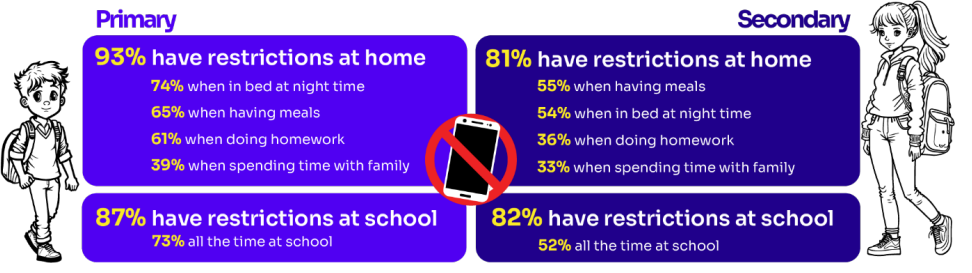 Primary
93% have restrictions at home
74% when in bed at night time
65% when having meals
61% when doing homework
39% when spending time with family
87% have restrictions at school
73% all the time at school
Secondary
81% have restrictions at home
55% when having meals
54% when in bed at night time
36% when doing homework
33% when spending time with family
82% have restrictions at school
52% all the time at school